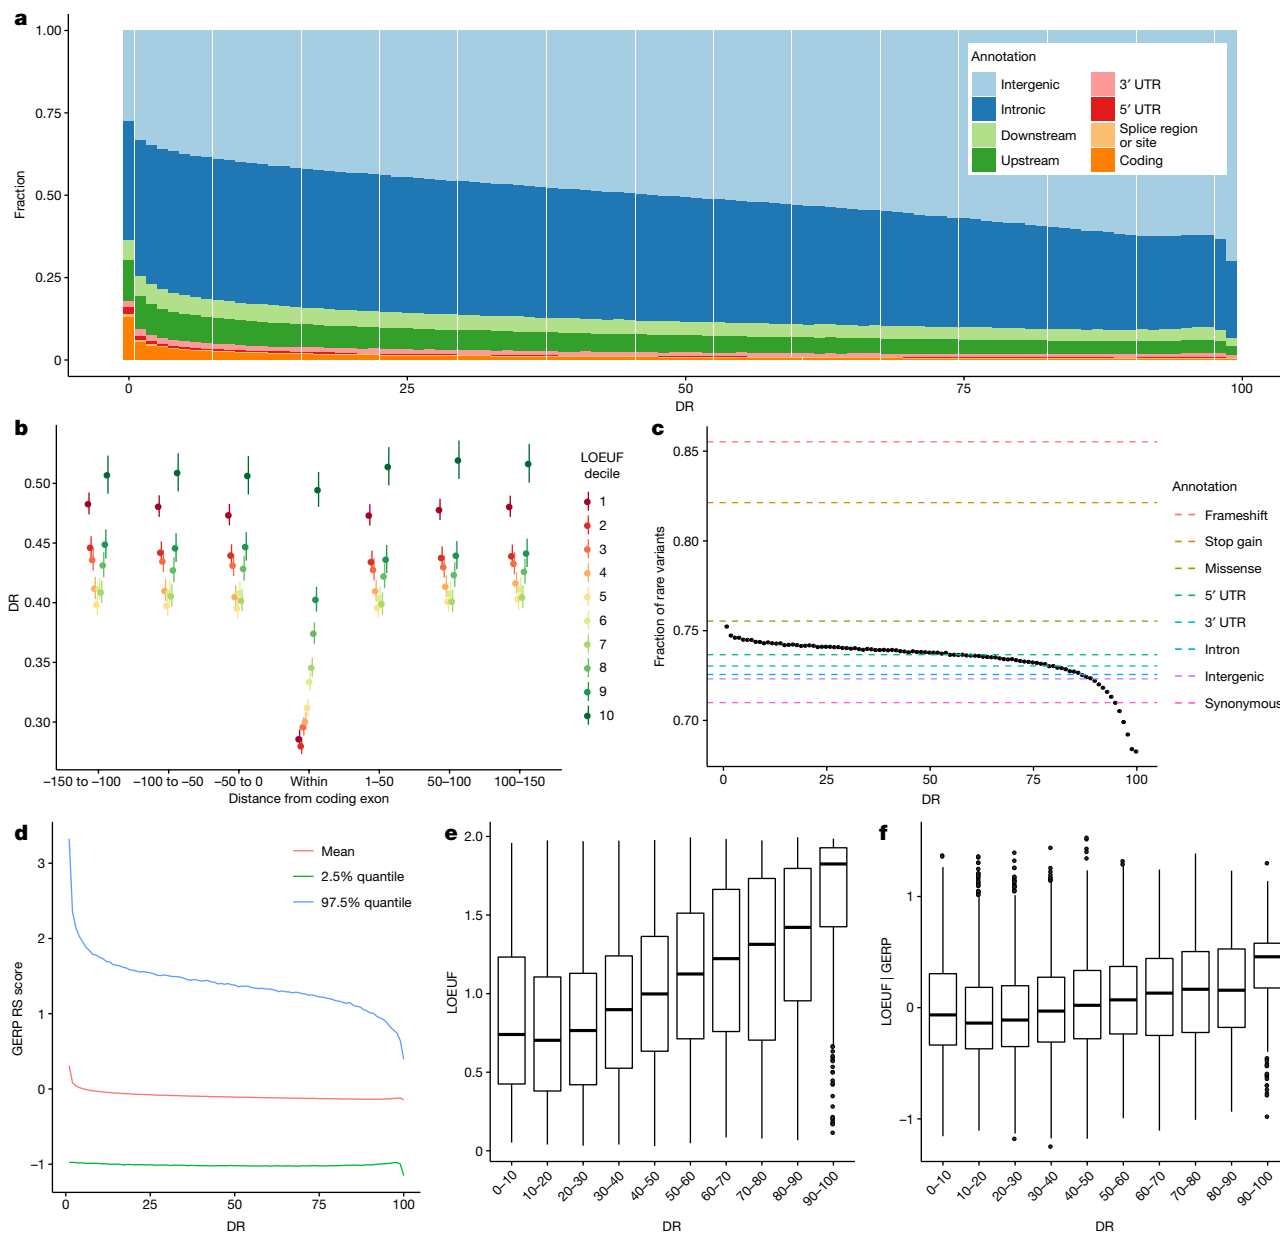 a
1.00
0.75
0.50
0.25
0
Fraction
0 25 50 75 100
DR
Annotation
Intergenic
Intronic
Downstream
Upstream
3′ UTR
5′ UTR
Splice region
or site
Coding
b
0.50
0.45
0.40
0.35
0.30
DR
−150 to −100 −100 to −50 −50 to 0 Within 1–50 50–100 100–150
Distance from coding exon
LOEUF
decile
1
2
3
4
5
6
7
8
9
10
c
0.85
0.80
0.75
0.70
Fraction of rare variants
0 25 50 75 100
DR
Annotation
Frameshift
Stop gain
Missense
5′ UTR
3′ UTR
Intron
Intergenic
Synonymous
d
3
2
1
0
−1
GERP RS score
0 25 50 75 100
DR
Mean
2.5% quantile
97.5% quantile
e
2.0
1.5
1.0
0.5
0
LOEUF
0–10 10–20 20–30 30–40 40–50 50–60 60–70 70–80 80–90 90–100
DR
f
1
0
−1
LOEUF | GERP
0–10 10–20 20–30 30–40 40–50 50–60 60–70 70–80 80–90 90–100
DR